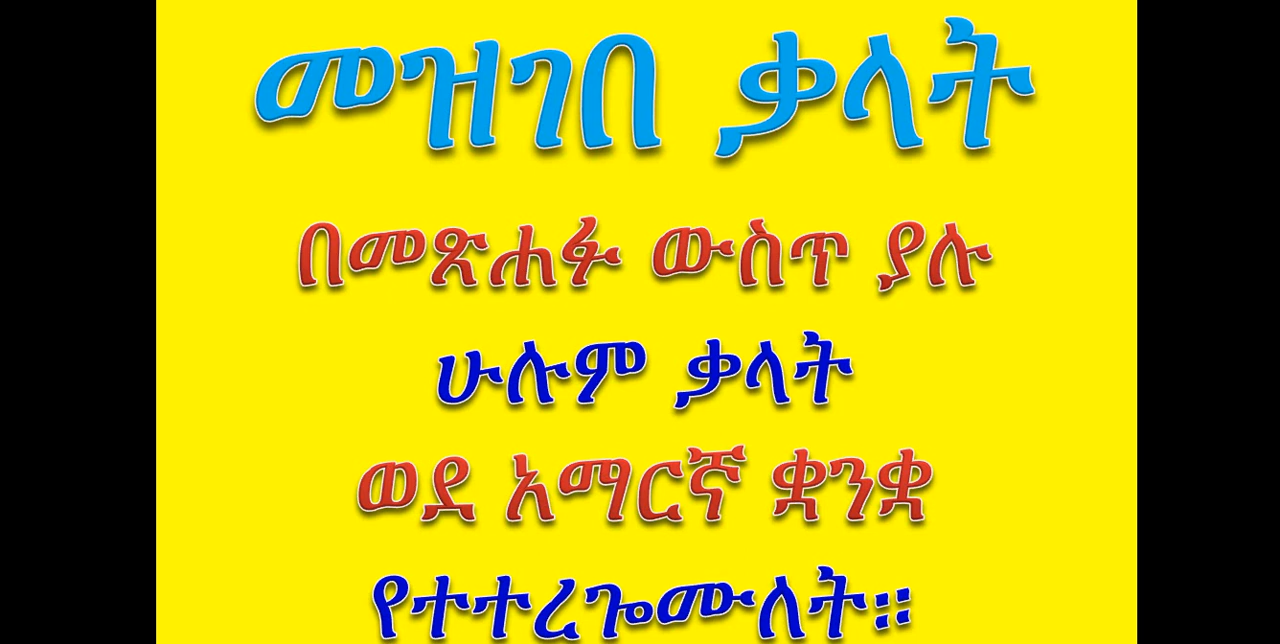 መዝገበ ቃላት
በመጽሐፉ ውስጥ ያሉ
ሁሉም ቃላት
ወደ አማርኛ ቋንቋ
የተተረጐሙለት።